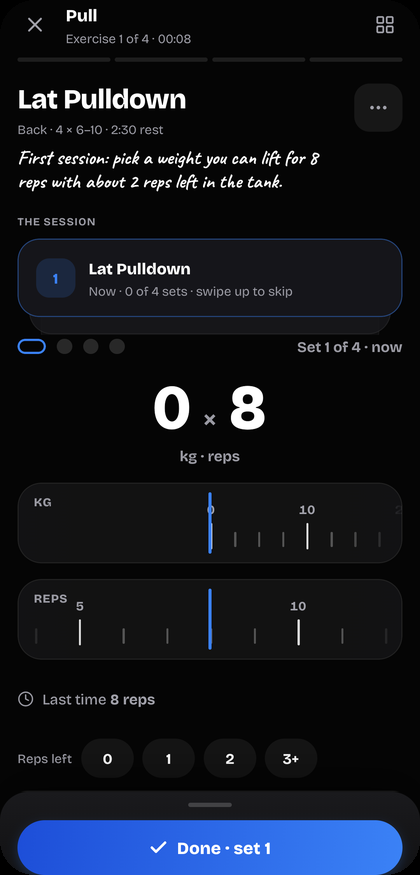 Pull
Exercise 1 of 4 · 00:08
Lat Pulldown
Back · 4 × 6–10 · 2:30 rest
First session: pick a weight you can lift for 8
reps with about 2 reps left in the tank.
THE SESSION
1
Lat Pulldown
Now · 0 of 4 sets · swipe up to skip
Set 1 of 4 · now
0 × 8
kg · reps
KG
0 10
REPS
5 10
Last time 8 reps
Reps left 0 1 2 3+
Done · set 1